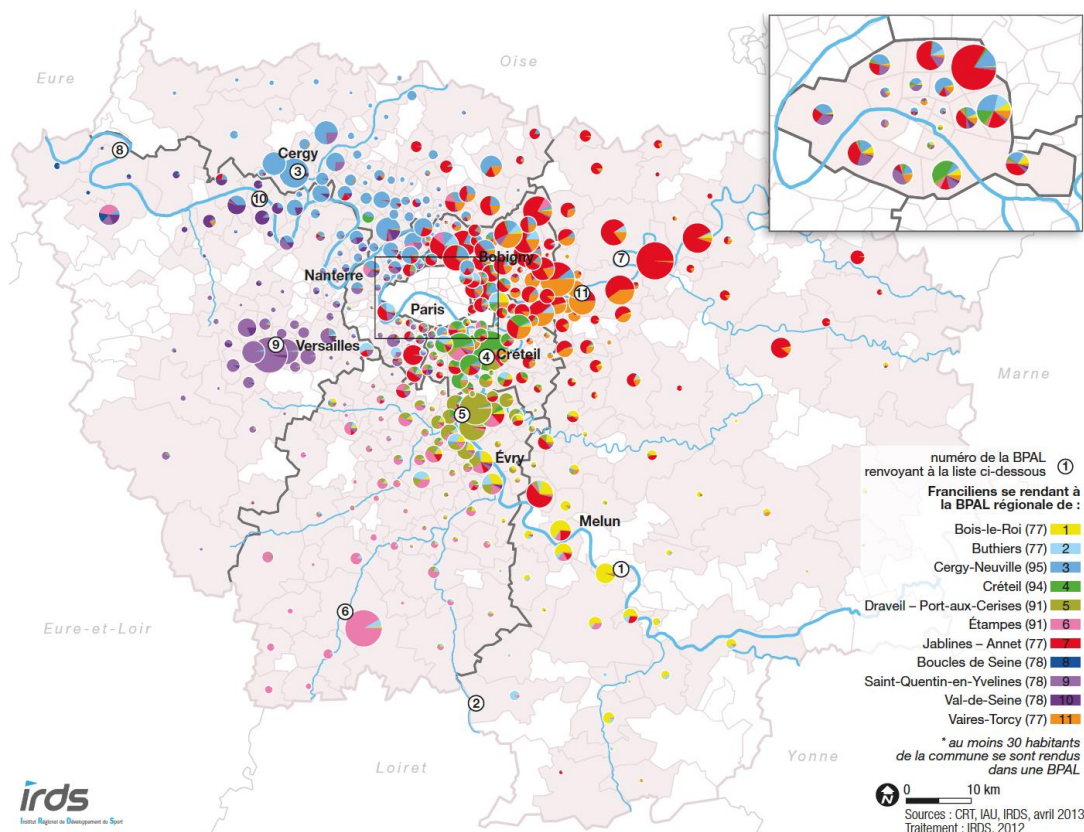 Eure
Oise
8
Cergy
3
10
7
Nanterre
Bobigny
11
Paris
9
Versailles
4
Créteil
Marne
5
Évry
Melun
1
6
Eure-et-Loir
2
Loiret
Yonne
numéro de la BPAL
renvoyant à la liste ci-dessous 1
Franciliens se rendant à
la BPAL régionale de :
Bois-le-Roi (77) 1
Buthiers (77) 2
Cergy-Neuville (95) 3
Créteil (94) 4
Draveil – Port-aux-Cerises (91) 5
Étampes (91) 6
Jablines – Annet (77) 7
Boucles de Seine (78) 8
Saint-Quentin-en-Yvelines (78) 9
Val-de-Seine (78) 10
Vaires-Torcy (77) 11
* au moins 30 habitants
de la commune se sont rendus
dans une BPAL
N 0 10 km
Sources : CRT, IAU, IRDS, avril 2013
Traitement : IRDS, 2012
irds
Institut Régional de Développement du Sport